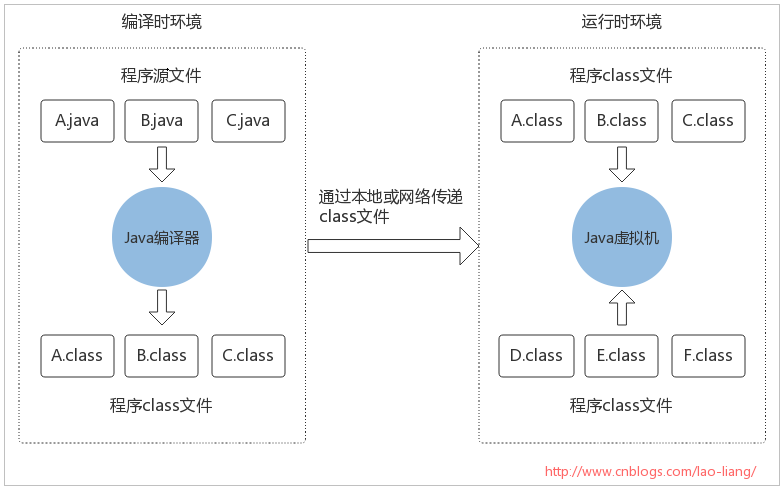 编译时环境
程序源文件
A.java
B.java
C.java
Java编译器
A.class
B.class
C.class
程序class文件
通过本地或网络传递
class文件
运行时环境
程序class文件
A.class
B.class
C.class
Java虚拟机
D.class
E.class
F.class
程序class文件
http://www.cnblogs.com/lao-liang/